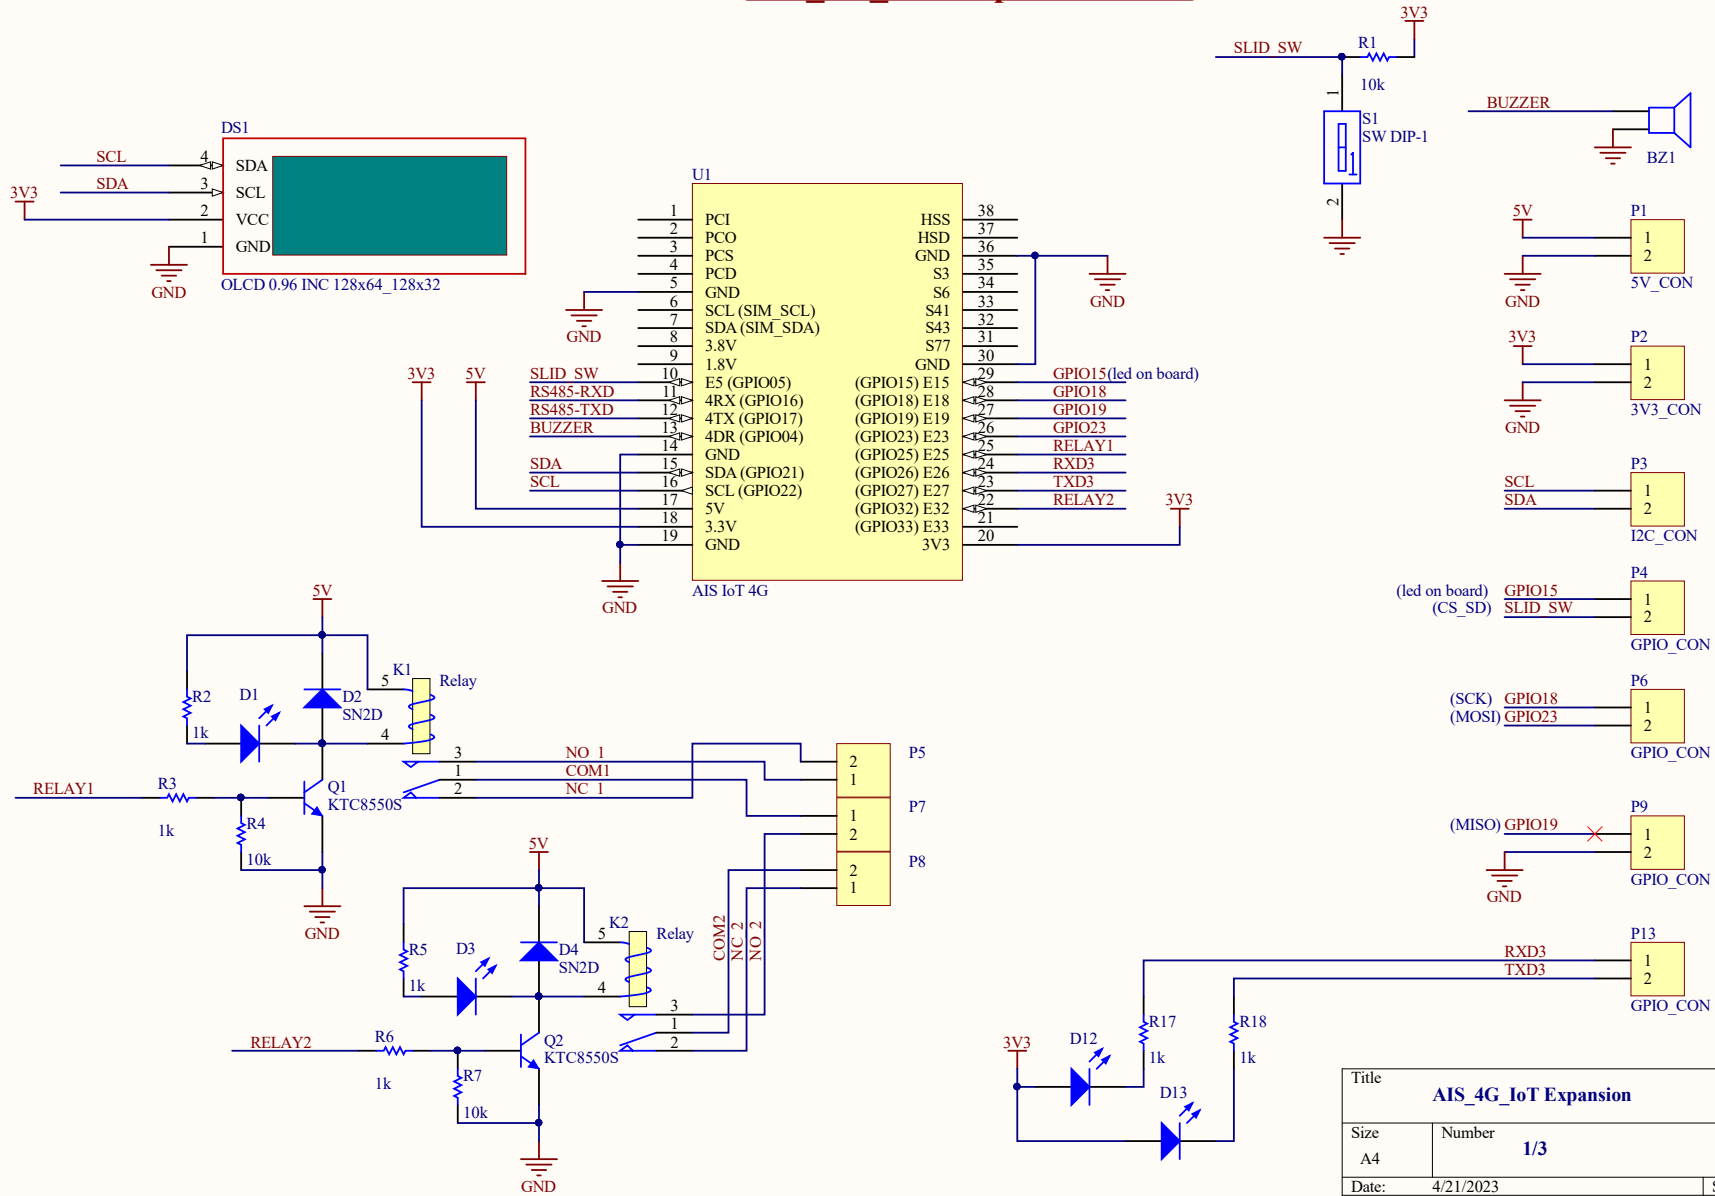 3V3
SLID_SW
R1
10k
1
S1
SW DIP-1
1
2
BUZZER
BZ1
DS1
SCL
4
SDA
SDA
3
SCL
3V3
2
VCC
1
GND
GND
OLCD 0.96 INC 128x64_128x32
U1
1 PCI
2 PCO
3 PCS
4 PCD
5 GND
6 SCL (SIM_SCL)
7 SDA (SIM_SDA)
8 3.8V
9 1.8V
SLID_SW 10 E5 (GPIO05)
RS485-RXD 11 4RX (GPIO16)
RS485-TXD 12 4TX (GPIO17)
BUZZER 13 4DR (GPIO04)
14 GND
SDA 15 SDA (GPIO21)
SCL 16 SCL (GPIO22)
17 5V
18 3.3V
19 GND
GND
3V3
5V
GND
HSS 38
HSD 37
GND 36
S3 35
S6 34
S41 33
S43 32
S77 31
GND 30
(GPIO15) E15 29 GPIO15(led on board)
(GPIO18) E18 28 GPIO18
(GPIO19) E19 27 GPIO19
(GPIO23) E23 26 GPIO23
(GPIO25) E25 25 RELAY1
(GPIO26) E26 24 RXD3
(GPIO27) E27 23 TXD3
(GPIO32) E32 22 RELAY2
(GPIO33) E33 21
3V3 20
GND
3V3
AIS IoT 4G
P1
5V
1
2
GND
5V_CON
P2
3V3
1
2
GND
3V3_CON
P3
SCL 1
SDA 2
I2C_CON
P4
(led on board) GPIO15 1
(CS_SD) SLID_SW 2
GPIO_CON
P6
(SCK) GPIO18 1
(MOSI) GPIO23 2
GPIO_CON
P9
(MISO) GPIO19 1
2
GND
GPIO_CON
P13
RXD3 1
TXD3 2
GPIO_CON
5V
R2
1k
D1
D2
SN2D
5
K1
Relay
4
3 NO_1
1 COM1
2 NC_1
RELAY1
R3
1k
R4
10k
Q1
KTC8550S
GND
2
1
P5
1
2
P7
2
1
P8
5V
R5
1k
D3
D4
SN2D
5
K2
Relay
4
3
1
2
COM2
NC_2
NO_2
RELAY2
R6
1k
R7
10k
Q2
KTC8550S
GND
3V3
D12
R17
1k
D13
R18
1k
Title
AIS_4G_IoT Expansion
Size
A4
Number
1/3
Date: 4/21/2023